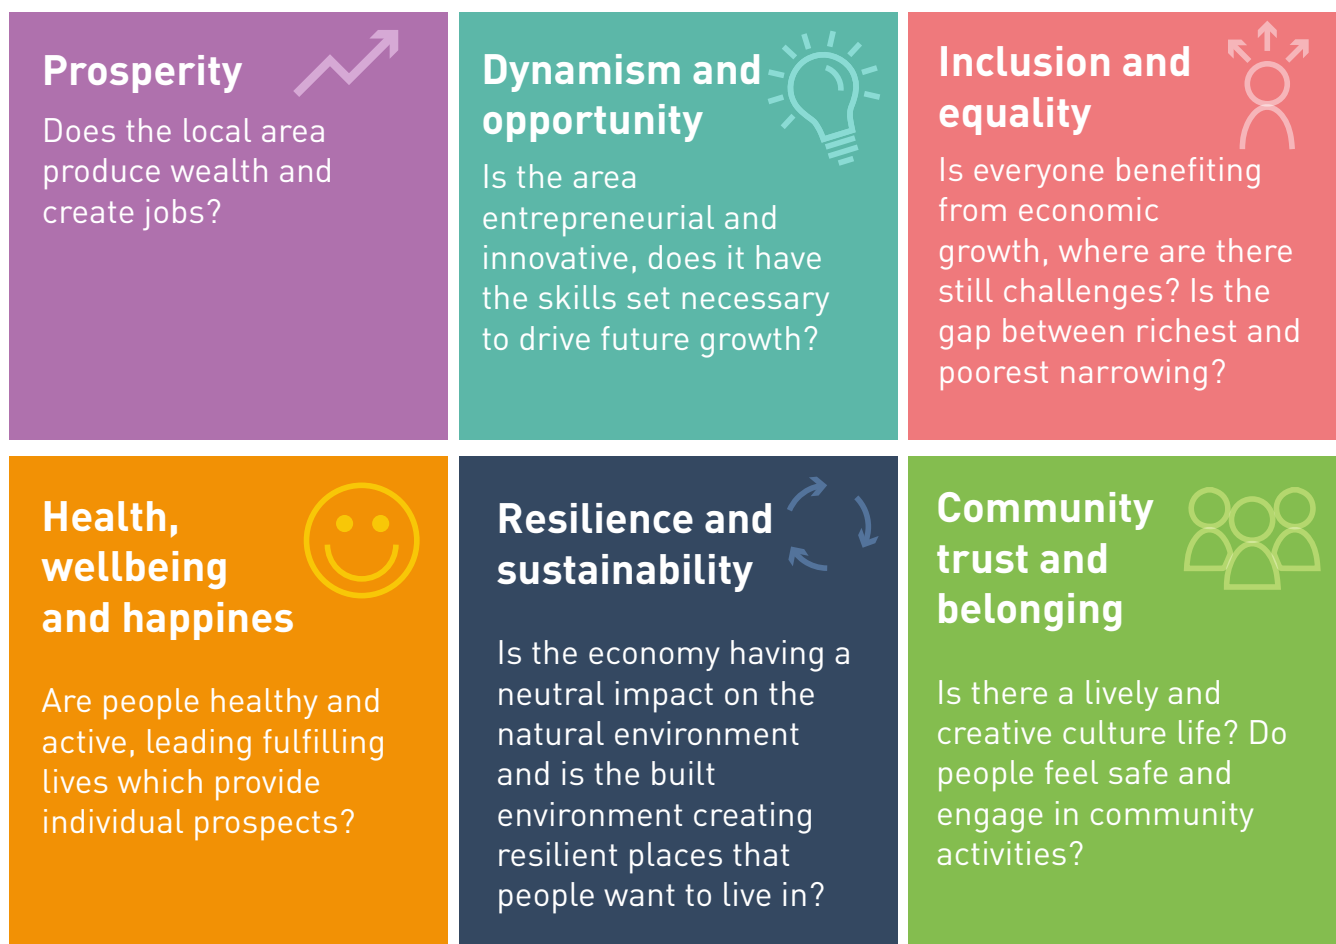 Prosperity
Does the local area
produce wealth and
create jobs?
Dynamism and
opportunity
Is the area
entrepreneurial and
innovative, does it have
the skills set necessary
to drive future growth?
Inclusion and
equality
Is everyone benefiting
from economic
growth, where are there
still challenges? Is the
gap between richest and
poorest narrowing?
Health,
wellbeing
and happines
Are people healthy and
active, leading fulfilling
lives which provide
individual prospects?
Resilience and
sustainability
Is the economy having a
neutral impact on the
natural environment
and is the built
environment creating
resilient places that
people want to live in?
Community
trust and
belonging
Is there a lively and
creative culture life? Do
people feel safe and
engage in community
activities?